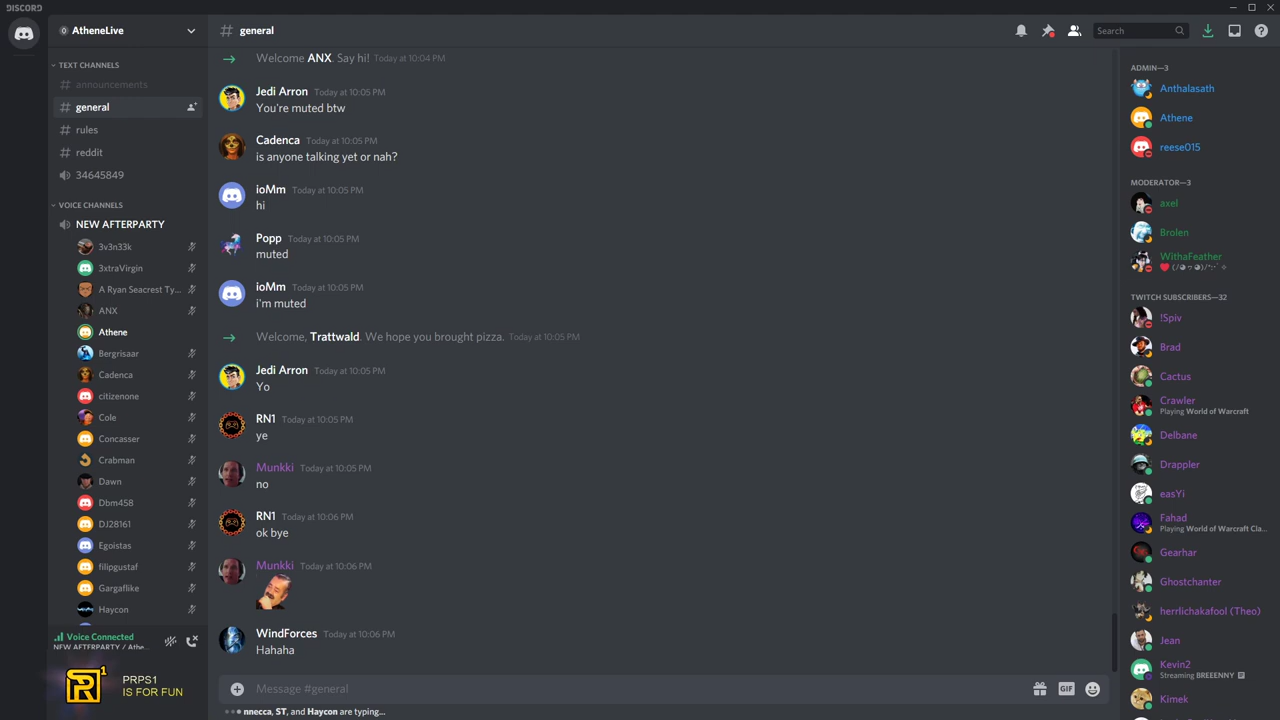 DISCORD
AtheneLive
general
Search
TEXT CHANNELS
announcements
general
rules
reddit
34645849
VOICE CHANNELS
NEW AFTERPARTY
3v3n33k
3xtraVirgin
A Ryan Seacrest Ty...
ANX
Athene
Bergrisaar
Cadenca
citizenone
Cole
Concasser
Crabman
Dawn
Dbm458
DJ28161
Egoistas
filipgustaf
Gargaflike
Haycon
Voice Connected
NEW AFTERPARTY / Athe...
PRPS1
IS FOR FUN
Welcome ANX. Say hi! Today at 10:04 PM
Jedi Arron Today at 10:05 PM
You're muted btw
Cadenca Today at 10:05 PM
is anyone talking yet or nah?
ioMm Today at 10:05 PM
hi
Popp Today at 10:05 PM
muted
ioMm Today at 10:05 PM
i'm muted
Welcome, Trattwald. We hope you brought pizza. Today at 10:05 PM
Jedi Arron Today at 10:05 PM
Yo
RN1 Today at 10:05 PM
ye
Munkki Today at 10:05 PM
no
RN1 Today at 10:06 PM
ok bye
Munkki Today at 10:06 PM
WindForces Today at 10:06 PM
Hahaha
Message #general
GIF
nnecca, ST, and Haycon are typing...
ADMIN—3
Anthalasath
Athene
reese015
MODERATOR—3
axel
Brolen
WithaFeather
TWITCH SUBSCRIBERS—32
!Spiv
Brad
Cactus
Crawler
Playing World of Warcraft
Delbane
Drappler
easYi
Fahad
Playing World of Warcraft Cla...
Gearhar
Ghostchanter
herrlichakafool (Theo)
Jean
Kevin2
Streaming BREEENNY
Kimek